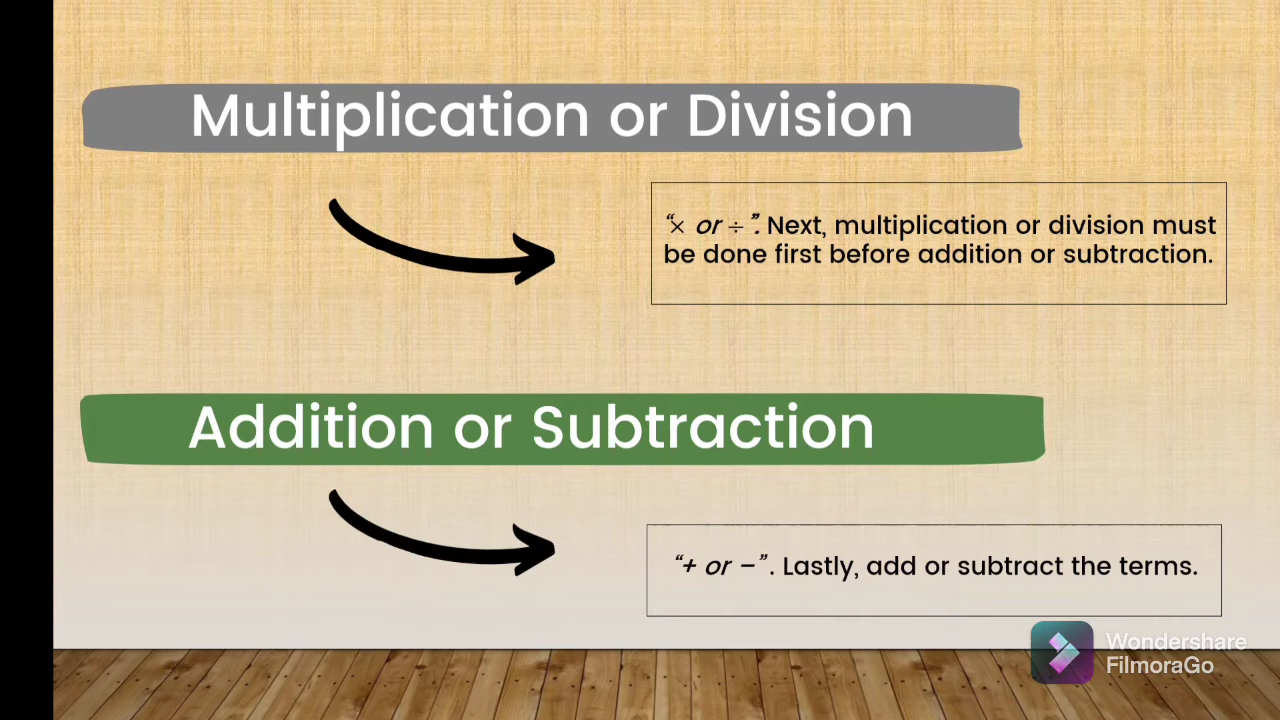 Multiplication or Division
“× or ÷”. Next, multiplication or division must
be done first before addition or subtraction.
Addition or Subtraction
“+ or −”. Lastly, add or subtract the terms.
Wondershare
FilmoraGo